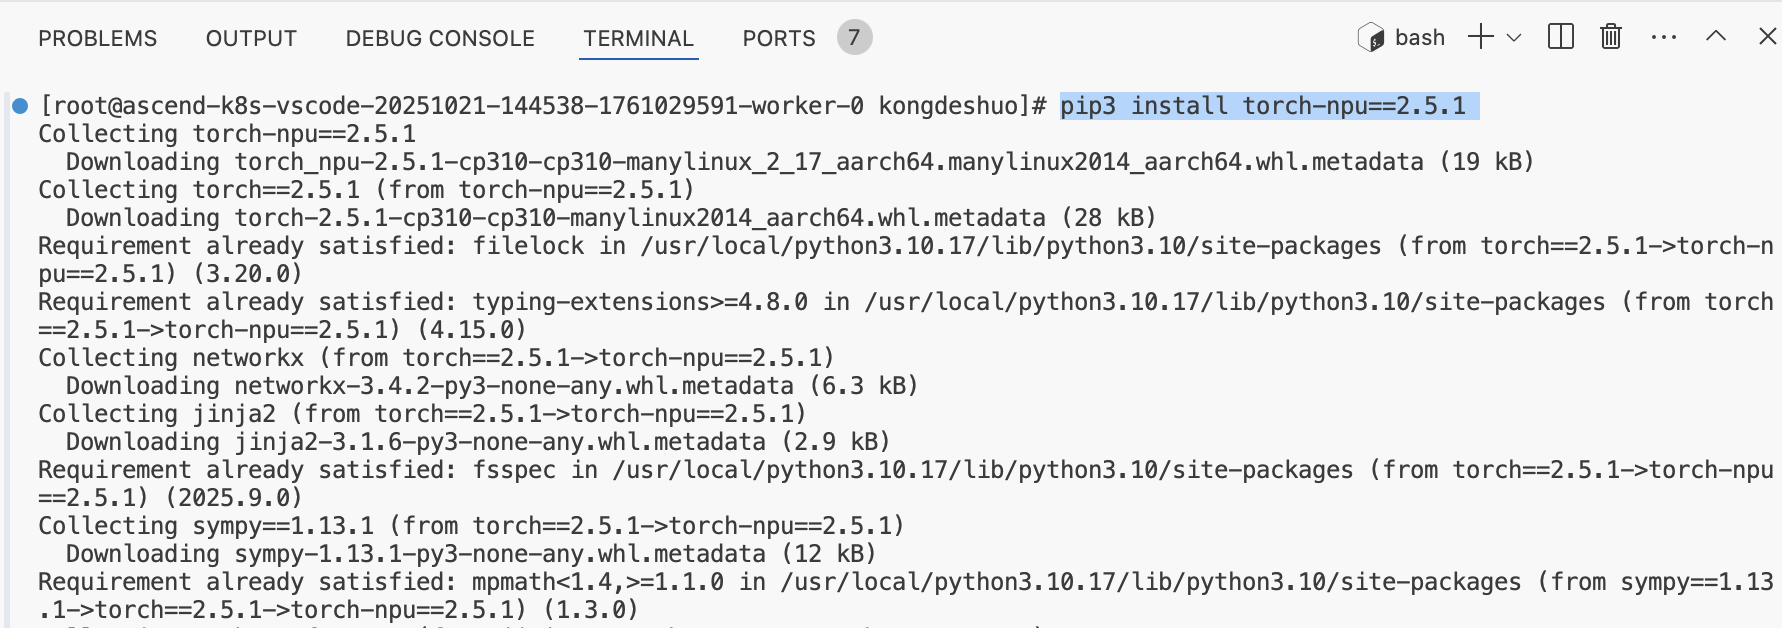 PROBLEMS OUTPUT DEBUG CONSOLE TERMINAL PORTS 7 bash
[root@ascend-k8s-vscode-20251021-144538-1761029591-worker-0 kongdeshuo]# pip3 install torch-npu==2.5.1
Collecting torch-npu==2.5.1
  Downloading torch_npu-2.5.1-cp310-cp310-manylinux_2_17_aarch64.manylinux2014_aarch64.whl.metadata (19 kB)
Collecting torch==2.5.1 (from torch-npu==2.5.1)
  Downloading torch-2.5.1-cp310-cp310-manylinux2014_aarch64.whl.metadata (28 kB)
Requirement already satisfied: filelock in /usr/local/python3.10.17/lib/python3.10/site-packages (from torch==2.5.1->torch-n
pu==2.5.1) (3.20.0)
Requirement already satisfied: typing-extensions>=4.8.0 in /usr/local/python3.10.17/lib/python3.10/site-packages (from torch
==2.5.1->torch-npu==2.5.1) (4.15.0)
Collecting networkx (from torch==2.5.1->torch-npu==2.5.1)
  Downloading networkx-3.4.2-py3-none-any.whl.metadata (6.3 kB)
Collecting jinja2 (from torch==2.5.1->torch-npu==2.5.1)
  Downloading jinja2-3.1.6-py3-none-any.whl.metadata (2.9 kB)
Requirement already satisfied: fsspec in /usr/local/python3.10.17/lib/python3.10/site-packages (from torch==2.5.1->torch-npu
==2.5.1) (2025.9.0)
Collecting sympy==1.13.1 (from torch==2.5.1->torch-npu==2.5.1)
  Downloading sympy-1.13.1-py3-none-any.whl.metadata (12 kB)
Requirement already satisfied: mpmath<1.4,>=1.1.0 in /usr/local/python3.10.17/lib/python3.10/site-packages (from sympy==1.13
.1->torch==2.5.1->torch-npu==2.5.1) (1.3.0)